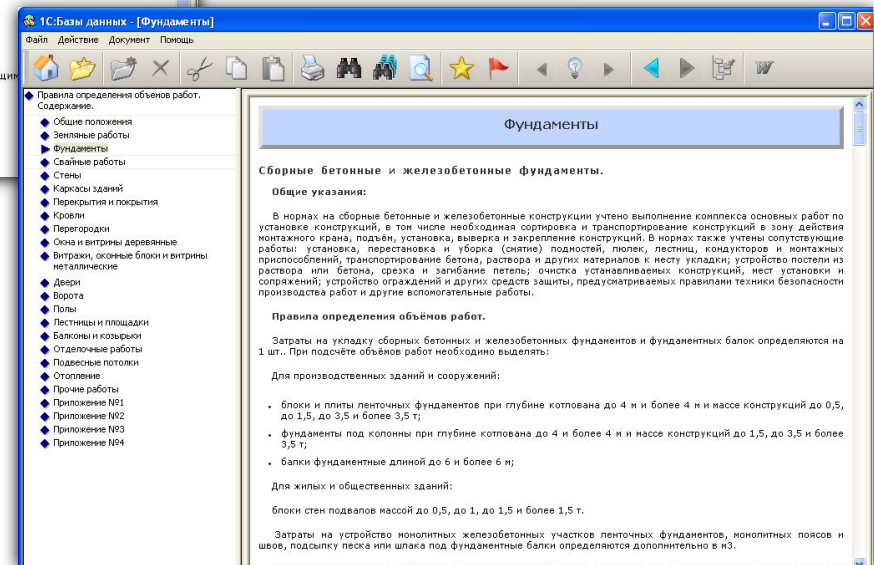 1С:Базы данных - [Фундаменты]
Файл Действие Документ Помощь
щим
W
Правила определения объемов работ.
Содержание.
Общие положения
Земляные работы
Фундаменты
Свайные работы
Стены
Каркасы зданий
Перекрытия и покрытия
Кровли
Перегородки
Окна и витрины деревянные
Витражи, оконные блоки и витрины
металлические
Двери
Ворота
Полы
Лестницы и площадки
Балконы и козырьки
Отделочные работы
Подвесные потолки
Отопление
Прочие работы
Приложение №1
Приложение №2
Приложение №3
Приложение №4
Фундаменты
Сборные бетонные и железобетонные фундаменты.
Общие указания:
В нормах на сборные бетонные и железобетонные конструкции учтено выполнение комплекса основных работ по
установке конструкций, в том числе необходимая сортировка и транспортирование конструкций в зону действия
монтажного крана, подъём, установка, выверка и закрепление конструкций. В нормах также учтены сопутствующие
работы: установка, перестановка и уборка (снятие) подмостей, люлек, лестниц, кондукторов и монтажных
приспособлений, транспортирование бетона, раствора и других материалов к месту укладки; устройство постели из
раствора или бетона, срезка и загибание петель; очистка устанавливаемых конструкций, мест установки и
сопряжений; устройство ограждений и других средств защиты, предусматриваемых правилами техники безопасности
производства работ и другие вспомогательные работы.
Правила определения объёмов работ.
Затраты на укладку сборных бетонных и железобетонных фундаментов и фундаментных балок определяются на
1 шт.. При подсчёте объёмов работ необходимо выделять:
Для производственных зданий и сооружений:
блоки и плиты ленточных фундаментов при глубине котлована до 4 м и более 4 м и массе конструкций до 0,5,
до 1,5, до 3,5 и более 3,5 т;
фундаменты под колонны при глубине котлована до 4 и более 4 м и массе конструкций до 1,5, до 3,5 и более
3,5 т;
балки фундаментные длиной до 6 и более 6 м;
Для жилых и общественных зданий:
блоки стен подвалов массой до 0,5, до 1, до 1,5 и более 1,5 т.
Затраты на устройство монолитных железобетонных участков ленточных фундаментов, монолитных поясов и
швов, подсыпку песка или шлака под фундаментные балки определяются дополнительно в м3.